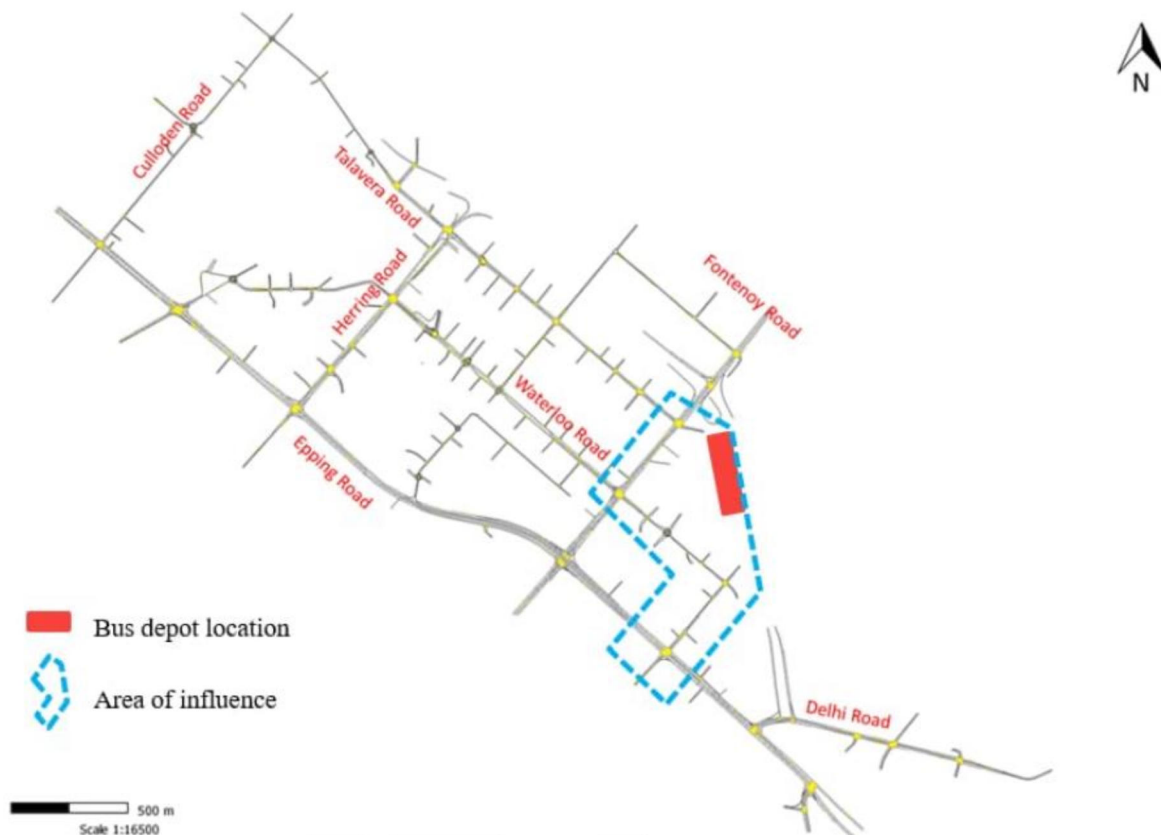 N
Culloden Road
Talavera Road
Herring Road
Fontenoy Road
Waterloo Road
Epping Road
Bus depot location
Area of influence
Delhi Road
500 m
Scale 1:16500